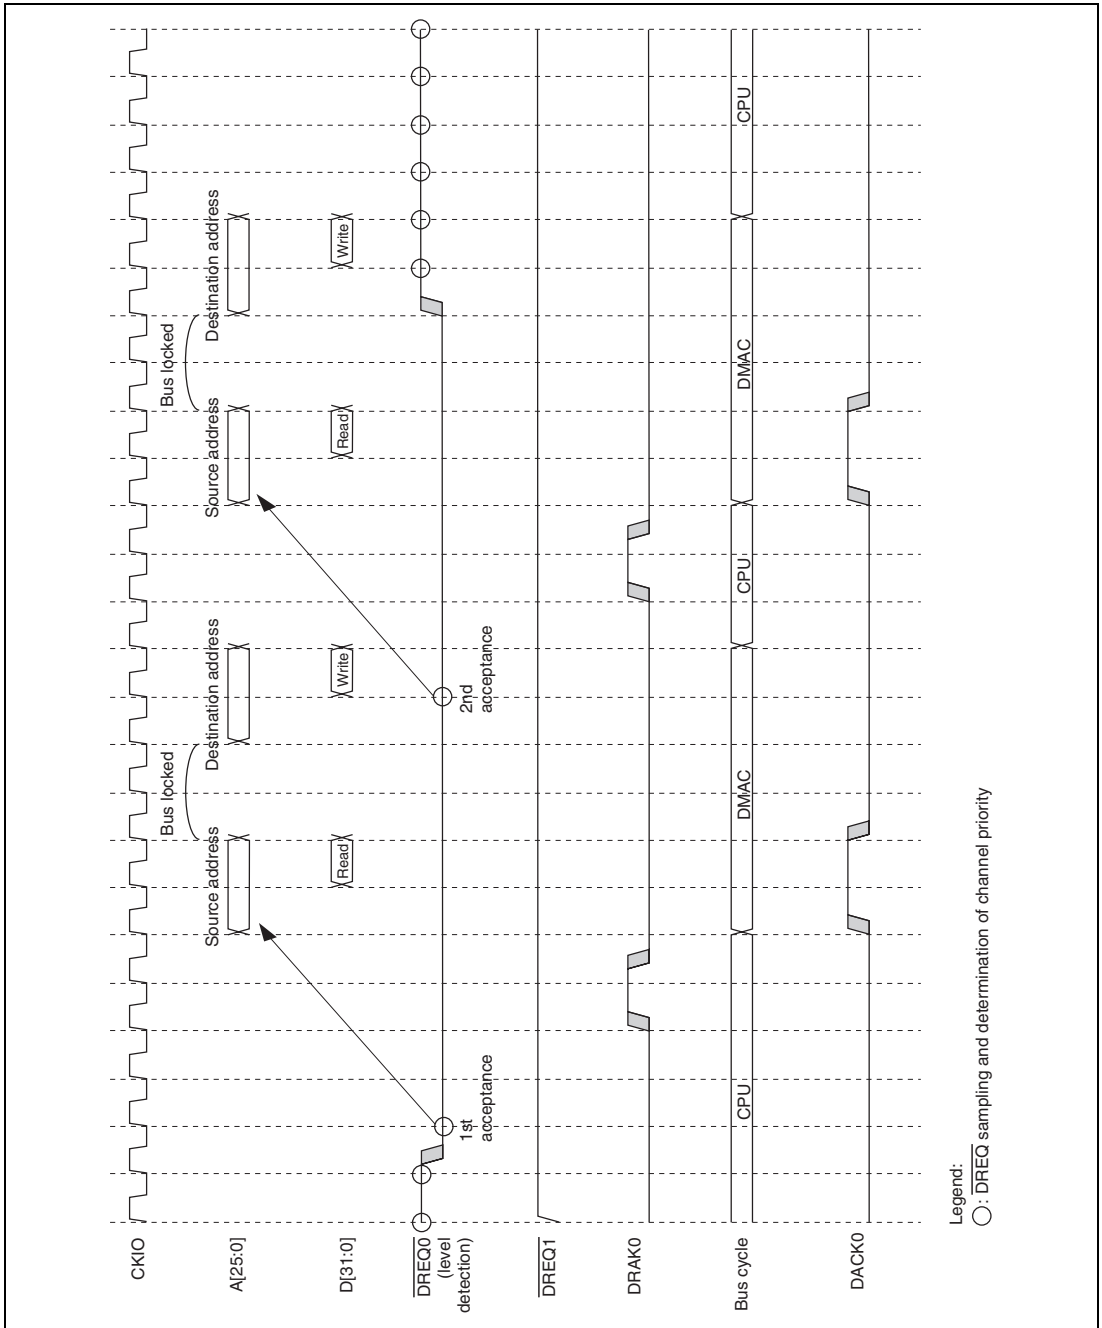 CKIO
Bus locked
Bus locked
A[25:0]
Source address
Destination address
Source address
Destination address
D[31:0]
Read
Write
Read
Write
DREQ0
(level
detection)
1st
acceptance
2nd
acceptance
DREQ1
DRAK0
Bus cycle
CPU
DMAC
CPU
DMAC
CPU
DACK0
Legend:
○: DREQ sampling and determination of channel priority